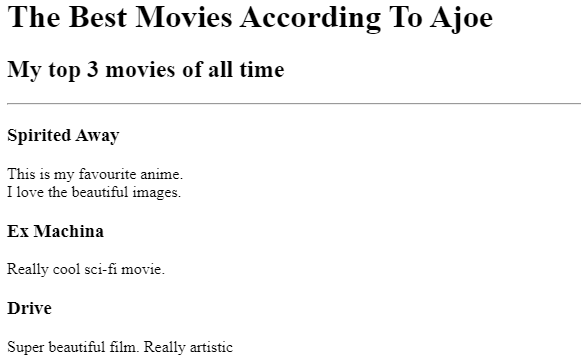 The Best Movies According To Ajoe
My top 3 movies of all time
Spirited Away
This is my favourite anime.
I love the beautiful images.
Ex Machina
Really cool sci-fi movie.
Drive
Super beautiful film. Really artistic